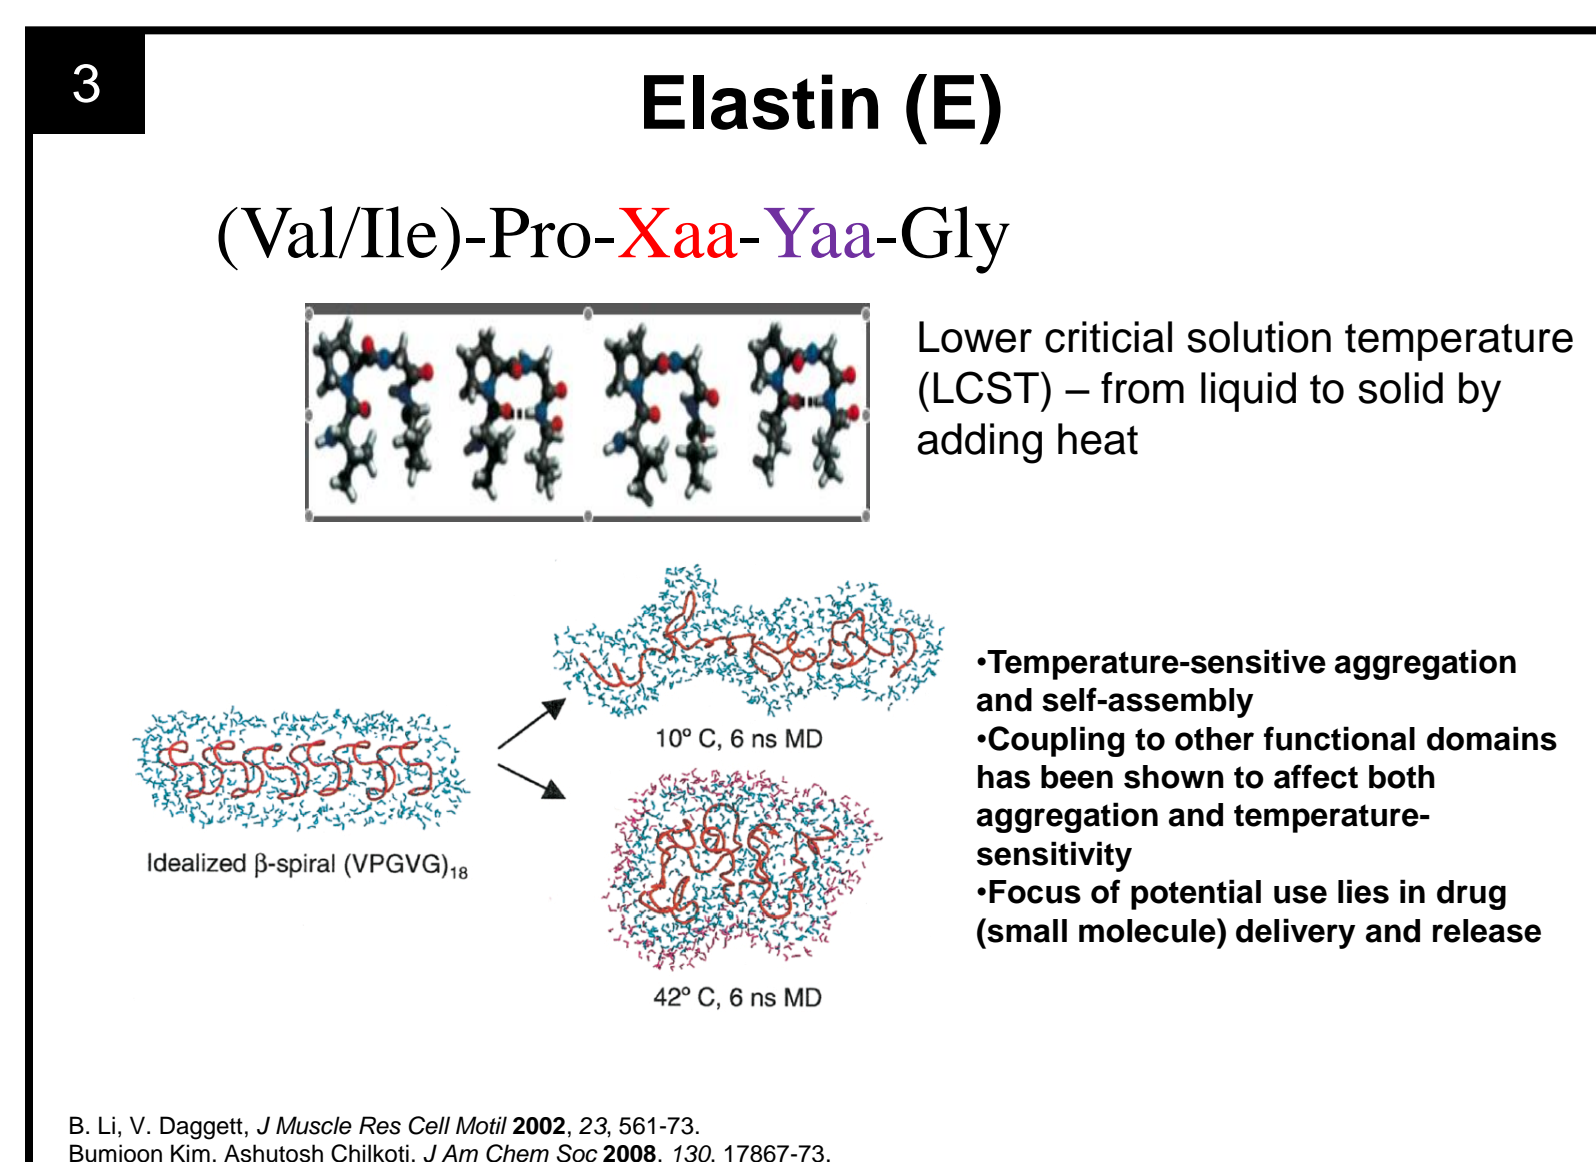 3
Elastin (E)
(Val/Ile)-Pro-Xaa-Yaa-Gly
Lower criticial solution temperature
(LCST) – from liquid to solid by
adding heat
10º C, 6 ns MD
Idealized β-spiral (VPGVG)₁₈
42º C, 6 ns MD
•Temperature-sensitive aggregation
and self-assembly
•Coupling to other functional domains
has been shown to affect both
aggregation and temperature-
sensitivity
•Focus of potential use lies in drug
(small molecule) delivery and release
B. Li, V. Daggett, J Muscle Res Cell Motil 2002, 23, 561-73.
Bumjoon Kim, Ashutosh Chilkoti, J Am Chem Soc 2008, 130, 17867-73.